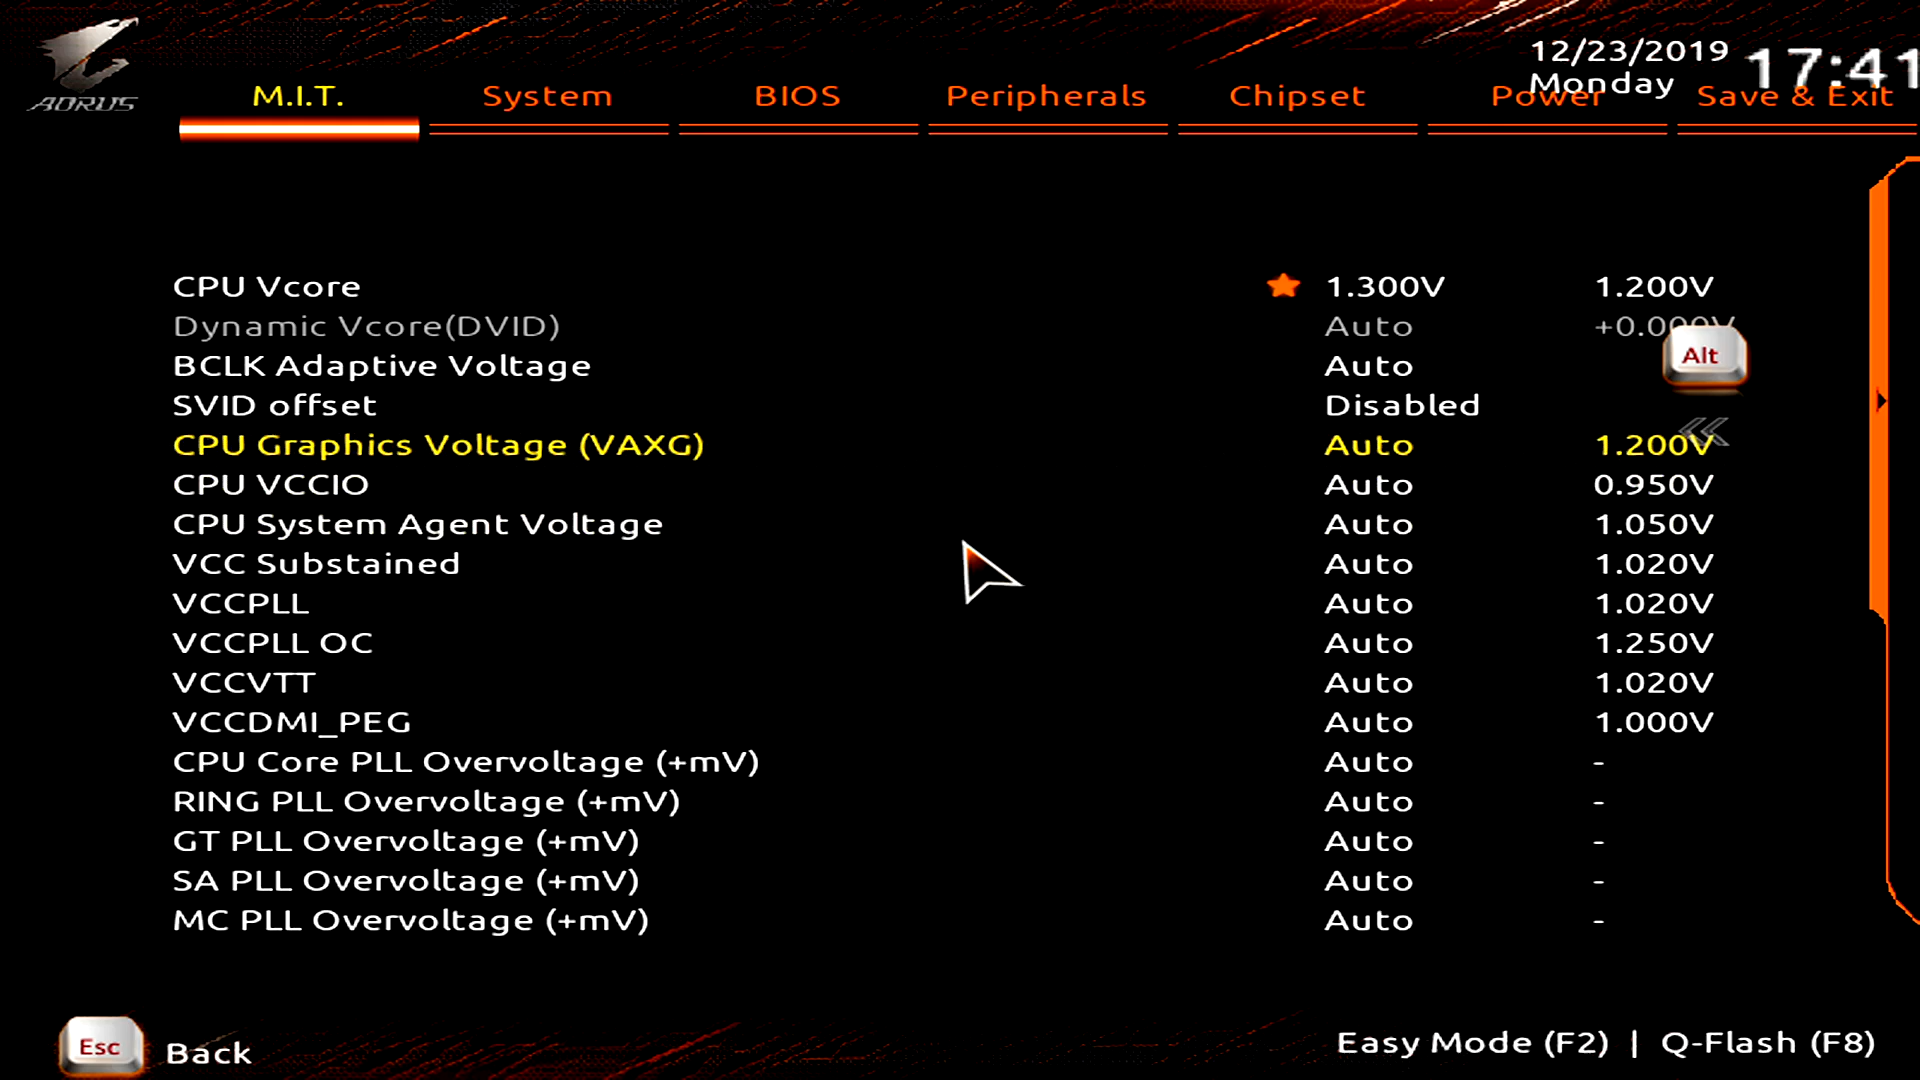 12/23/2019 17:41
Monday
AORUS M.I.T. System BIOS Peripherals Chipset Power Save & Exit
CPU Vcore 1.300V 1.200V
Dynamic Vcore(DVID) Auto +0.000V
Alt
BCLK Adaptive Voltage Auto
SVID offset Disabled
CPU Graphics Voltage (VAXG) Auto 1.200V
CPU VCCIO Auto 0.950V
CPU System Agent Voltage Auto 1.050V
VCC Substained Auto 1.020V
VCCPLL Auto 1.020V
VCCPLL OC Auto 1.250V
VCCVTT Auto 1.020V
VCCDMI_PEG Auto 1.000V
CPU Core PLL Overvoltage (+mV) Auto -
RING PLL Overvoltage (+mV) Auto -
GT PLL Overvoltage (+mV) Auto -
SA PLL Overvoltage (+mV) Auto -
MC PLL Overvoltage (+mV) Auto -
Esc Back Easy Mode (F2) | Q-Flash (F8)